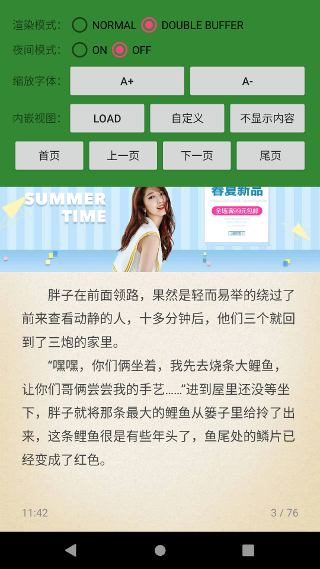 渲染模式： NORMAL DOUBLE BUFFER
夜间模式： ON OFF
缩放字体： A+ A-
内嵌视图： LOAD 自定义 不显示内容
首页 上一页 下一页 尾页
SUMMER
TIME
春夏新品
全场满99元包邮
胖子在前面领路，果然是轻而易举的绕过了
前来查看动静的人，十多分钟后，他们三个就回
到了三炮的家里。
“嘿嘿，你们俩坐着，我先去烧条大鲤鱼，
让你们哥俩尝尝我的手艺……”进到屋里还没等坐
下，胖子就将那条最大的鲤鱼从篓子里给拎了出
来，这条鲤鱼很是有些年头了，鱼尾处的鳞片已
经变成了红色。
11:42 3 / 76